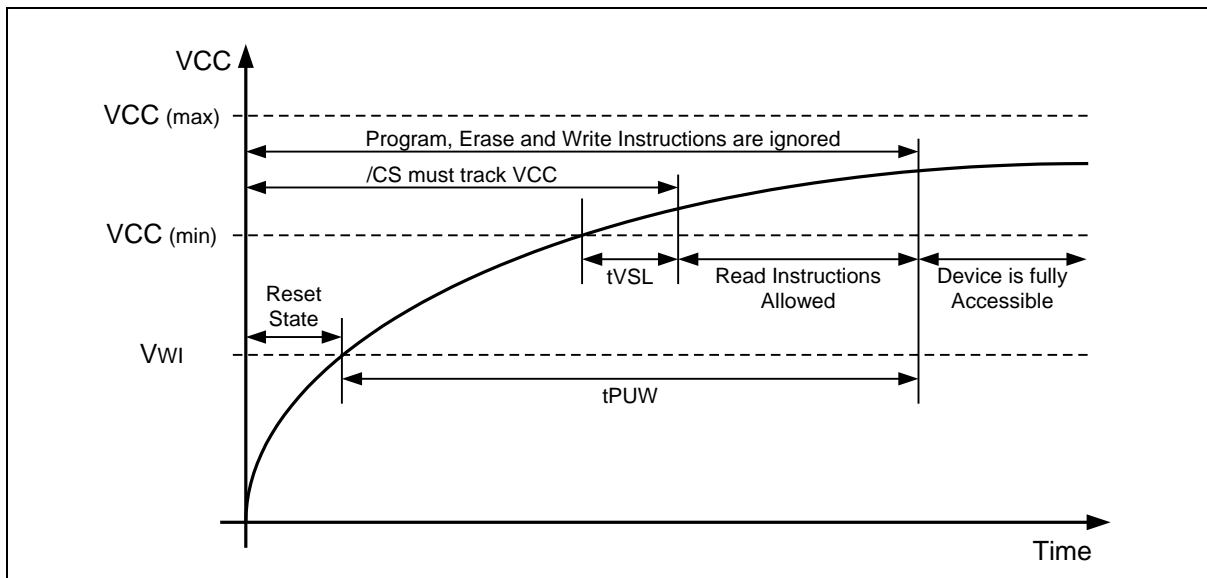 VCC
VCC (max)
Program, Erase and Write Instructions are ignored
/CS must track VCC
VCC (min)
tVSL
Read Instructions
Allowed
Device is fully
Accessible
Reset
State
VWI
tPUW
Time